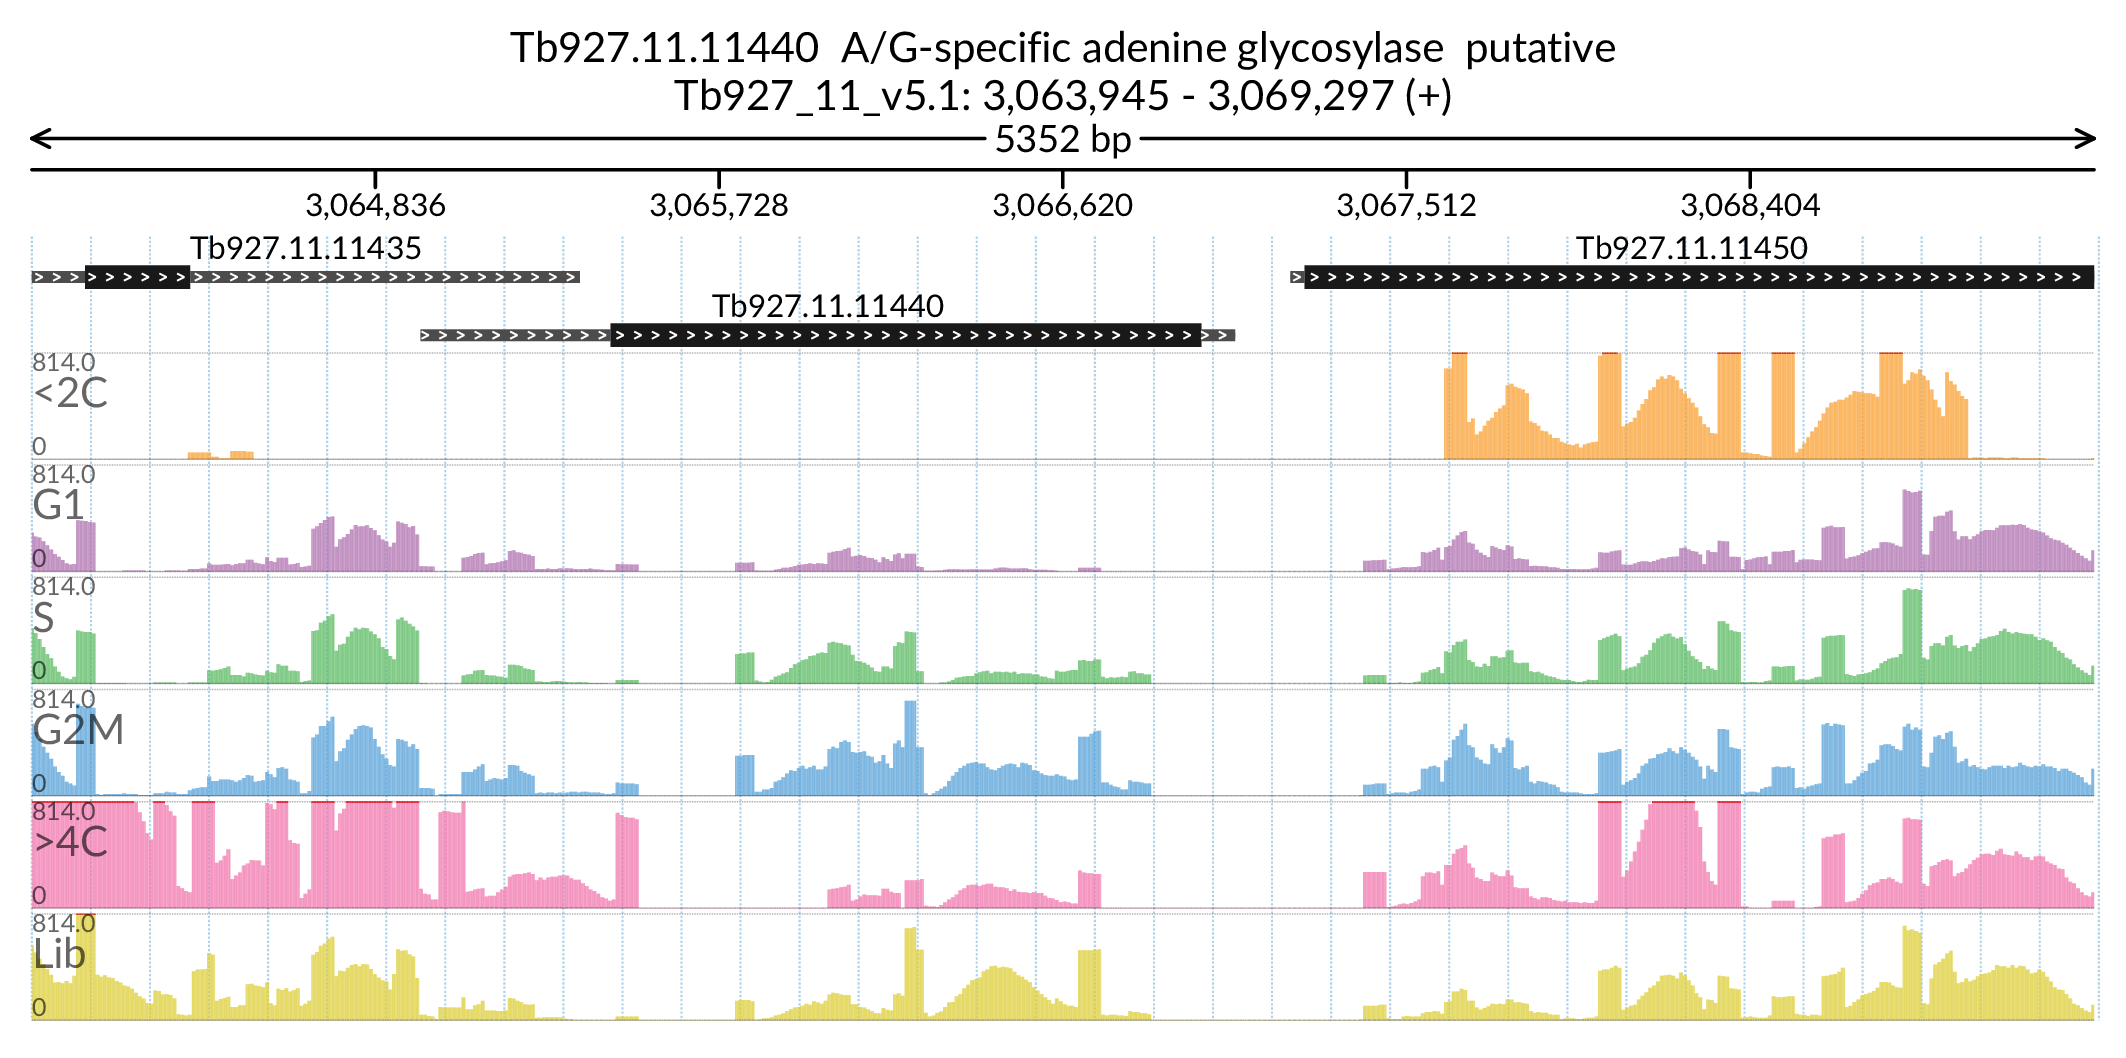 Tb927.11.11440  A/G-specific adenine glycosylase  putative
Tb927_11_v5.1: 3,063,945 - 3,069,297 (+)
5352 bp
3,064,836 3,065,728 3,066,620 3,067,512 3,068,404
Tb927.11.11435 Tb927.11.11450
Tb927.11.11440
814.0
<2C
0
814.0
G1
0
814.0
S
0
814.0
G2M
0
814.0
>4C
0
814.0
Lib
0